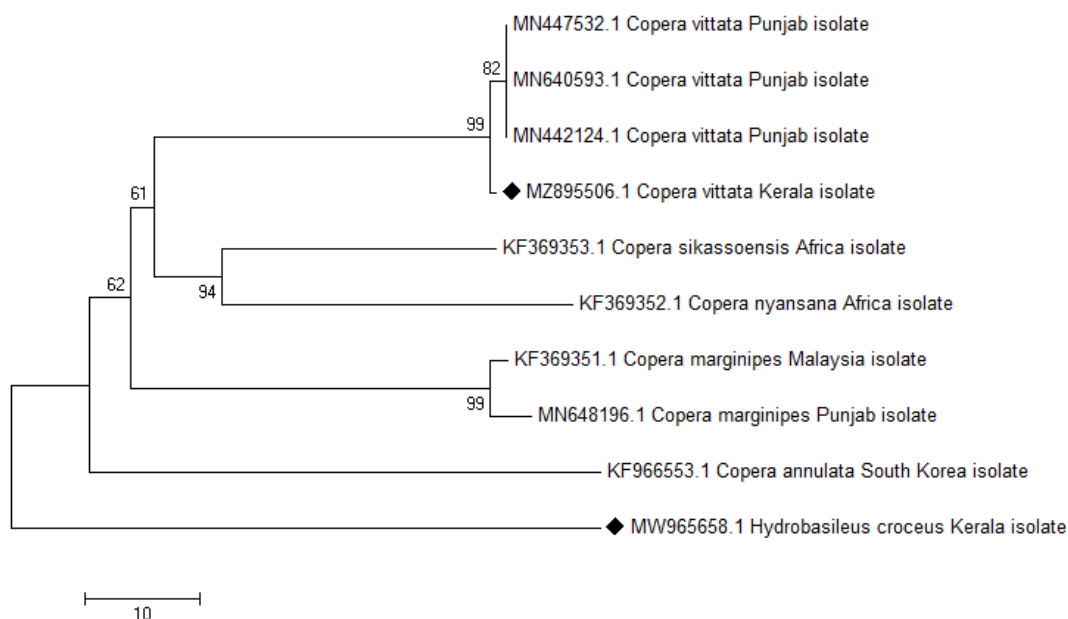 MN447532.1 Copera vittata Punjab isolate
82
MN640593.1 Copera vittata Punjab isolate
99
MN442124.1 Copera vittata Punjab isolate
61
MZ895506.1 Copera vittata Kerala isolate
KF369353.1 Copera sikassoensis Africa isolate
62
94
KF369352.1 Copera nyansana Africa isolate
KF369351.1 Copera marginipes Malaysia isolate
99
MN648196.1 Copera marginipes Punjab isolate
KF966553.1 Copera annulata South Korea isolate
MW965658.1 Hydrobasileus croceus Kerala isolate
10